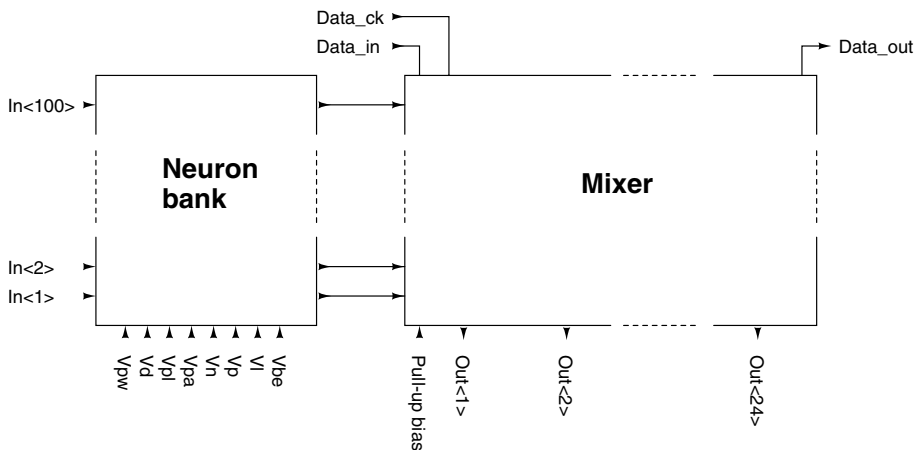 Data_ck
Data_in
Data_out
In<100>
Neuron
bank
Mixer
In<2>
In<1>
Vpw
Vd
Vpl
Vpa
Vn
Vp
Vl
Vbe
Pull-up bias
Out<1>
Out<2>
Out<24>